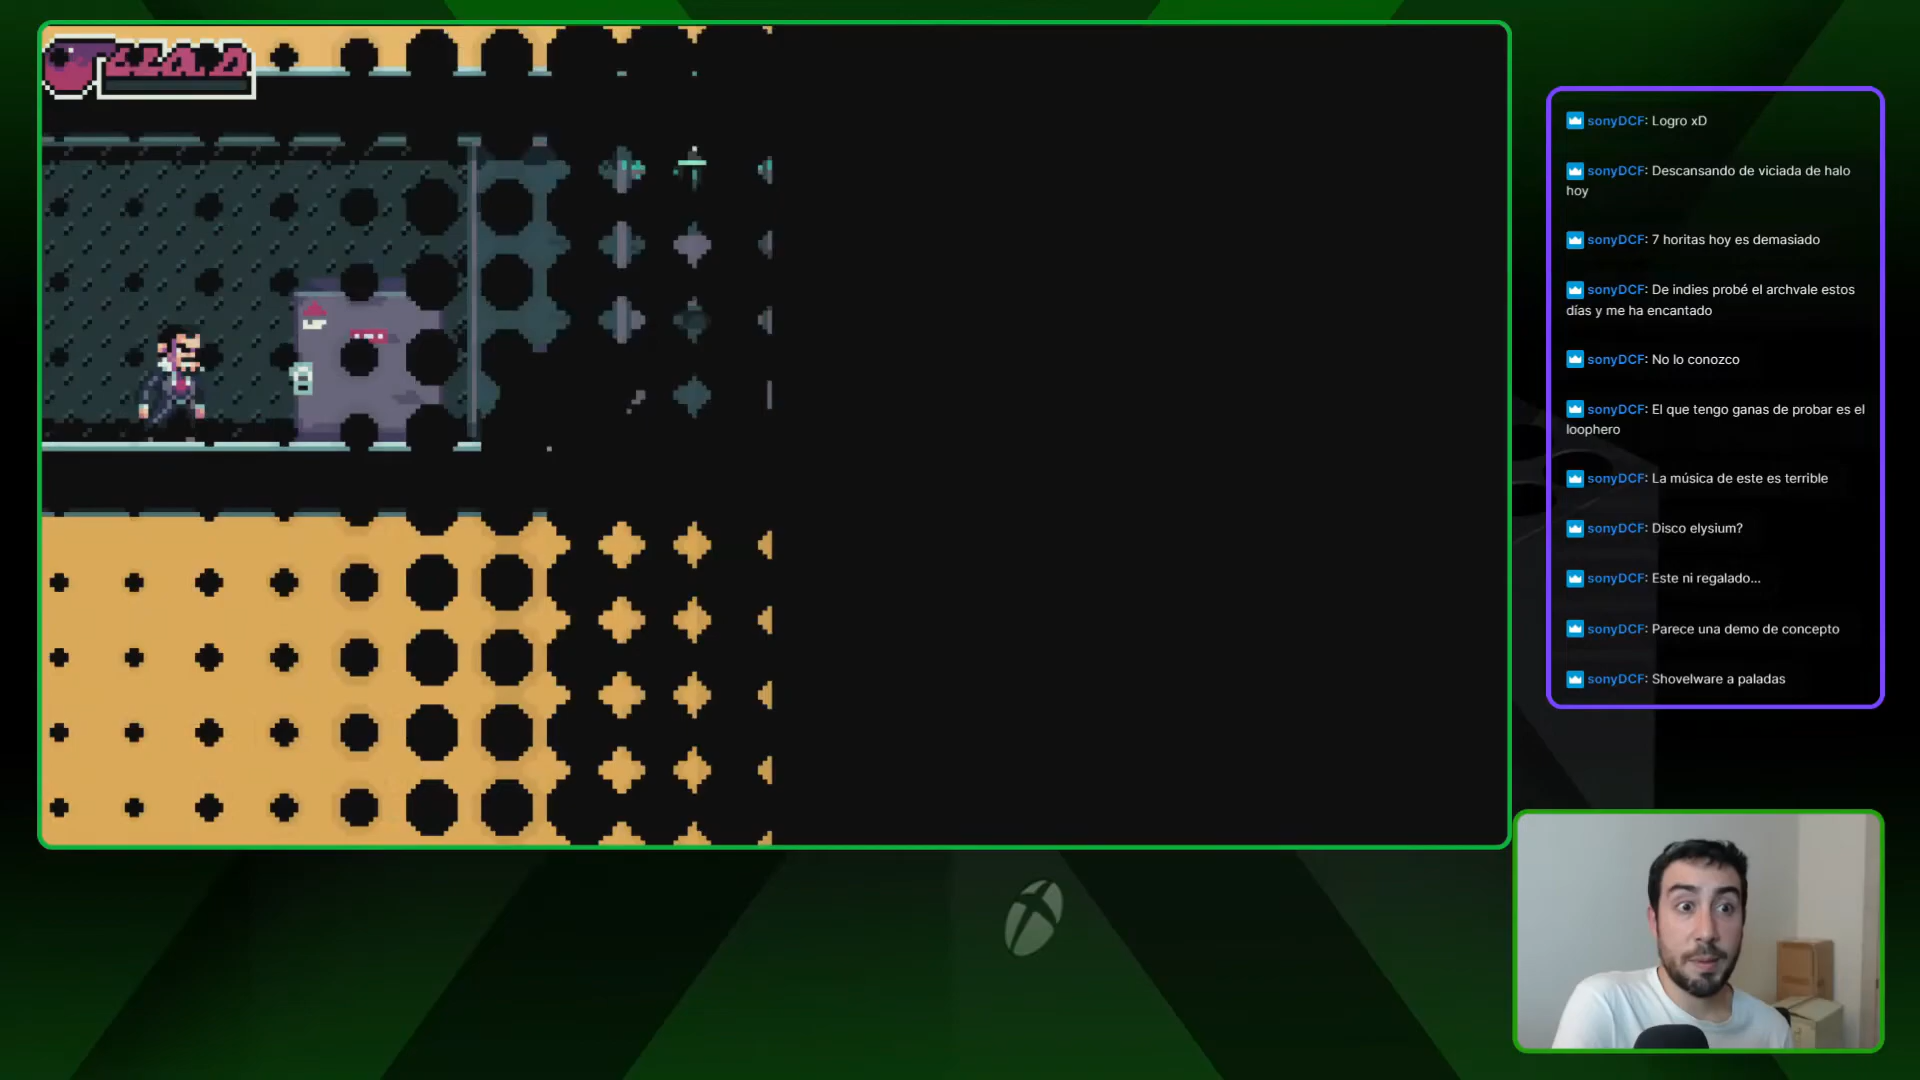 sonyDCF: Logro xD
sonyDCF: Descansando de viciada de halo
hoy
sonyDCF: 7 horitas hoy es demasiado
sonyDCF: De indies probé el archvale estos
días y me ha encantado
sonyDCF: No lo conozco
sonyDCF: El que tengo ganas de probar es el
loophero
sonyDCF: La música de este es terrible
sonyDCF: Disco elysium?
sonyDCF: Este ni regalado...
sonyDCF: Parece una demo de concepto
sonyDCF: Shovelware a paladas